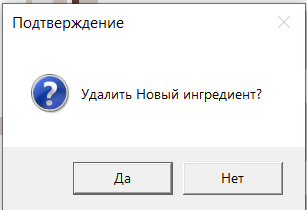 Подтверждение
Удалить Новый ингредиент?
Да
Нет